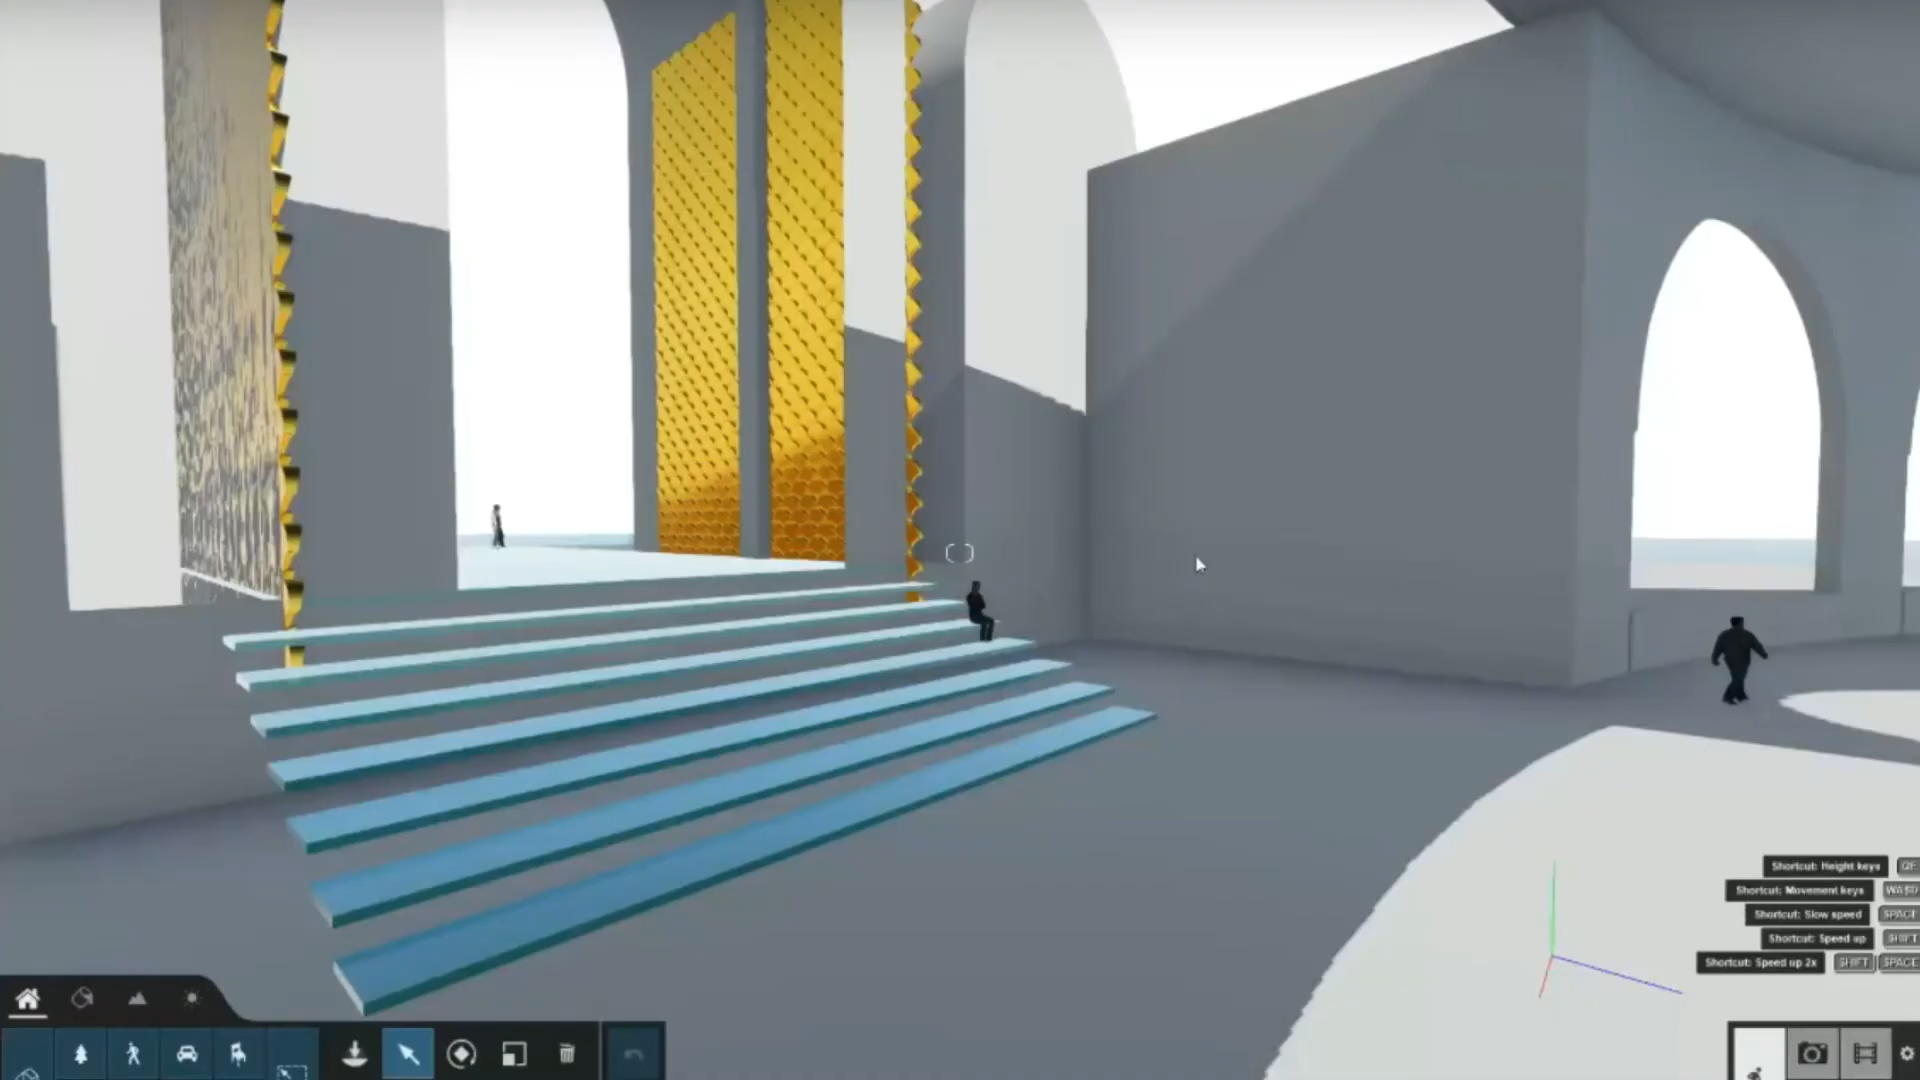 Shortcut: Height keys QE
Shortcut: Movement keys WASD
Shortcut: Slow speed SPACE
Shortcut: Speed up SHIFT
Shortcut: Speed up 2x SHIFT SPACE